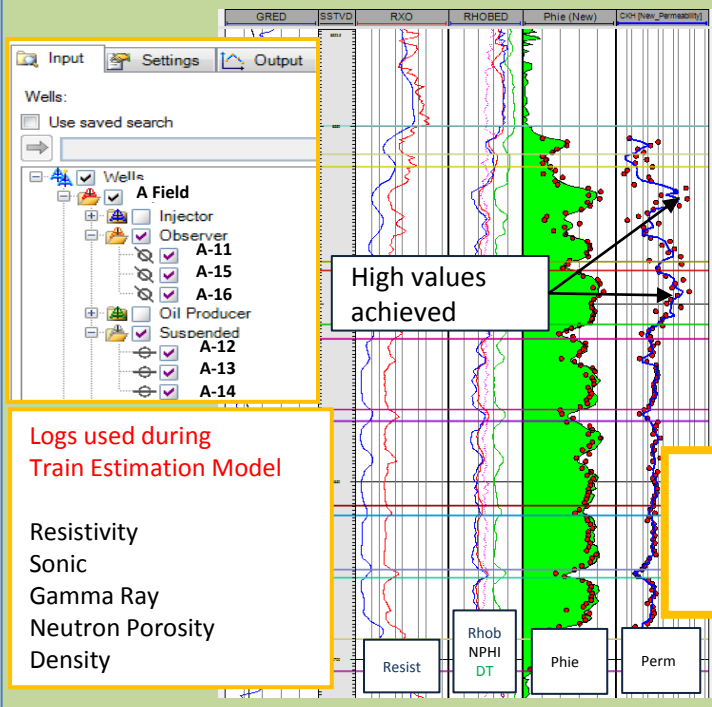 GRED SSTVD RXO RHOBED Phie (New) CKH [New_Permeability]
Input Settings Output
Wells:
Use saved search
Wells
A Field
Injector
Observer
A-11
A-15
A-16
Oil Producer
Suspended
A-12
A-13
A-14
High values
achieved
Logs used during
Train Estimation Model
Resistivity
Sonic
Gamma Ray
Neutron Porosity
Density
Resist
Rhob
NPHI
DT
Phie
Perm